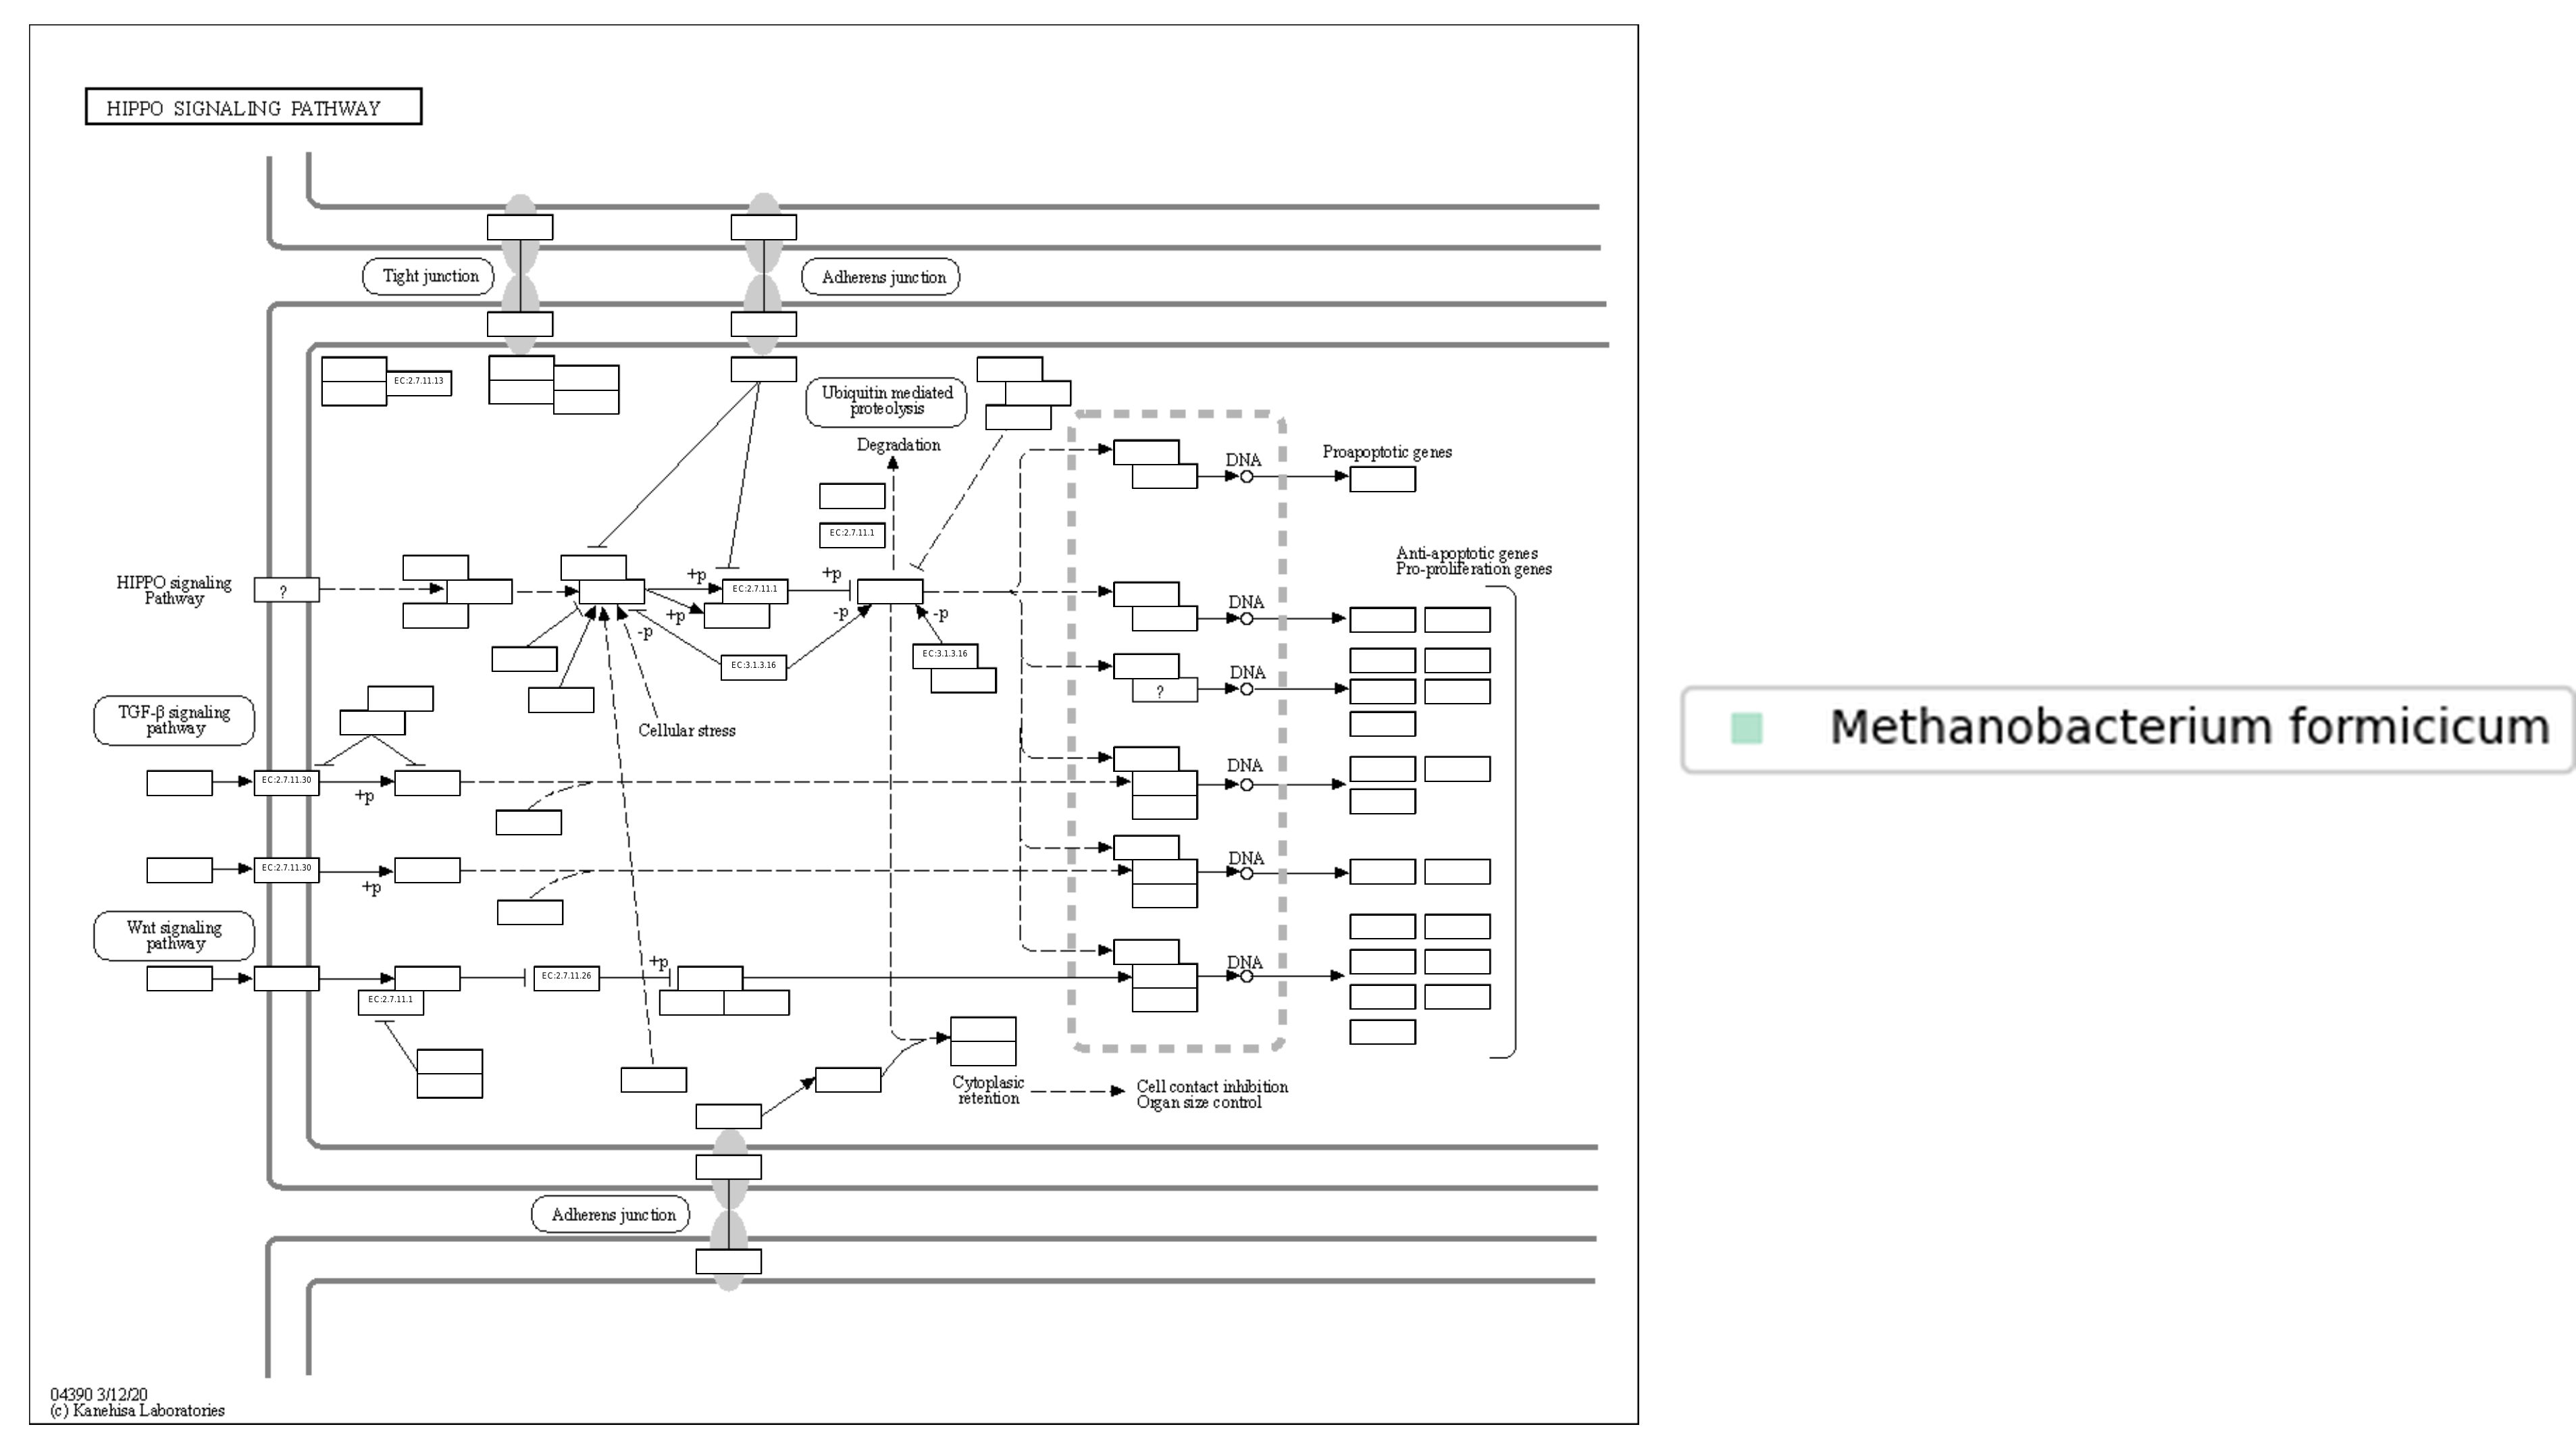 HIPPO SIGNALING PATHWAY
Tight junction
Adherens junction
EC:2.7.11.13
Ubiquitin mediated
proteolysis
Degradation
DNA
Proapoptotic genes
EC:2.7.11.1
Anti-apoptotic genes
Pro-proliferation genes
HIPPO signaling
Pathway
?
+p
EC:2.7.11.1
+p
-p
-p
+p
-p
DNA
EC:3.1.3.16
EC:3.1.3.16
DNA
?
Cellular stress
TGF-β signaling
pathway
Methanobacterium formicicum
EC:2.7.11.30
+p
DNA
EC:2.7.11.30
+p
DNA
Wnt signaling
pathway
EC:2.7.11.26
+p
DNA
EC:2.7.11.1
Cytoplasic
retention
Cell contact inhibition
Organ size control
Adherens junction
04390 3/12/20
(c) Kanehisa Laboratories